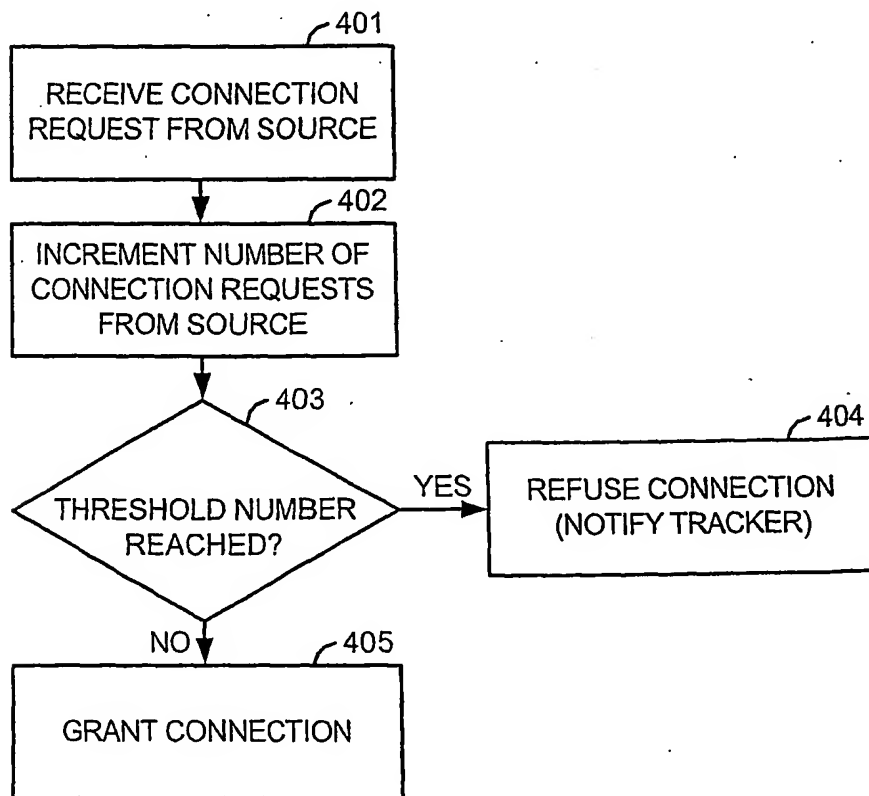 401
RECEIVE CONNECTION
REQUEST FROM SOURCE
402
INCREMENT NUMBER OF
CONNECTION REQUESTS
FROM SOURCE
403
THRESHOLD NUMBER
REACHED?
YES
404
REFUSE CONNECTION
(NOTIFY TRACKER)
NO
405
GRANT CONNECTION